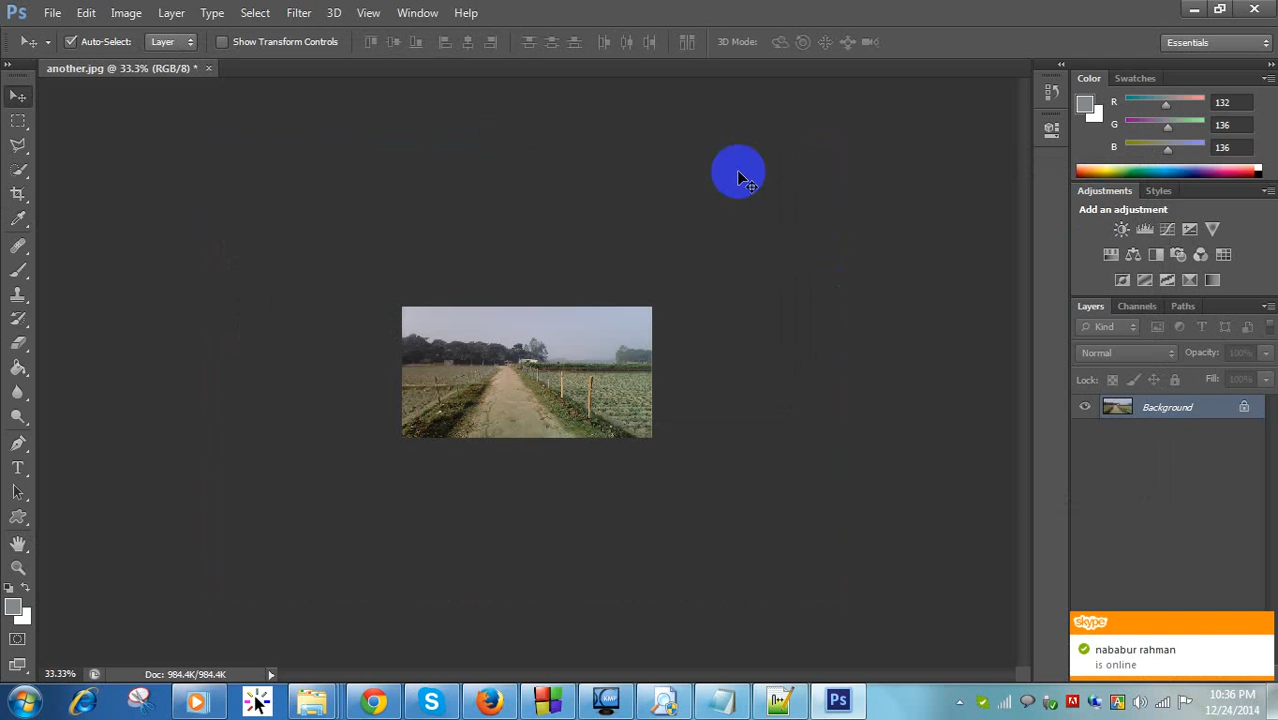 Ps File Edit Image Layer Type Select Filter 3D View Window Help
Auto-Select: Layer Show Transform Controls 3D Mode: Essentials
another.jpg @ 33.3% (RGB/8) * ×
Color Swatches
R 132
G 136
B 136
Adjustments Styles
Add an adjustment
Layers Channels Paths
Kind
Normal Opacity: 100%
Lock: Fill: 100%
Background
skype
nababur rahman
is online
33.33% Doc: 984.4K/984.4K
10:36 PM
12/24/2014